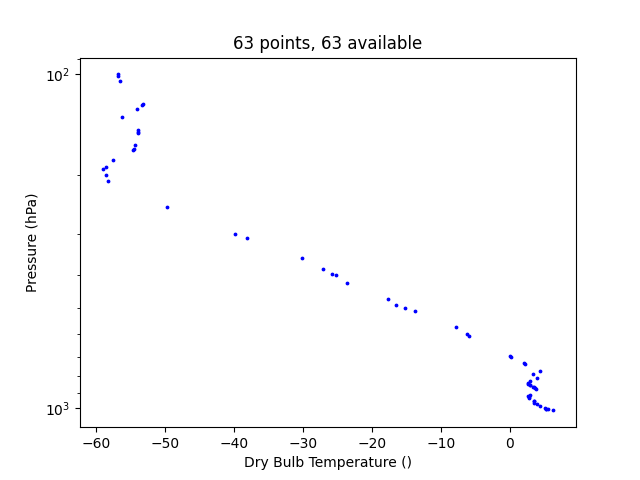 63 points, 63 available
10²
10³
Pressure (hPa)
−60 −50 −40 −30 −20 −10 0
Dry Bulb Temperature ()